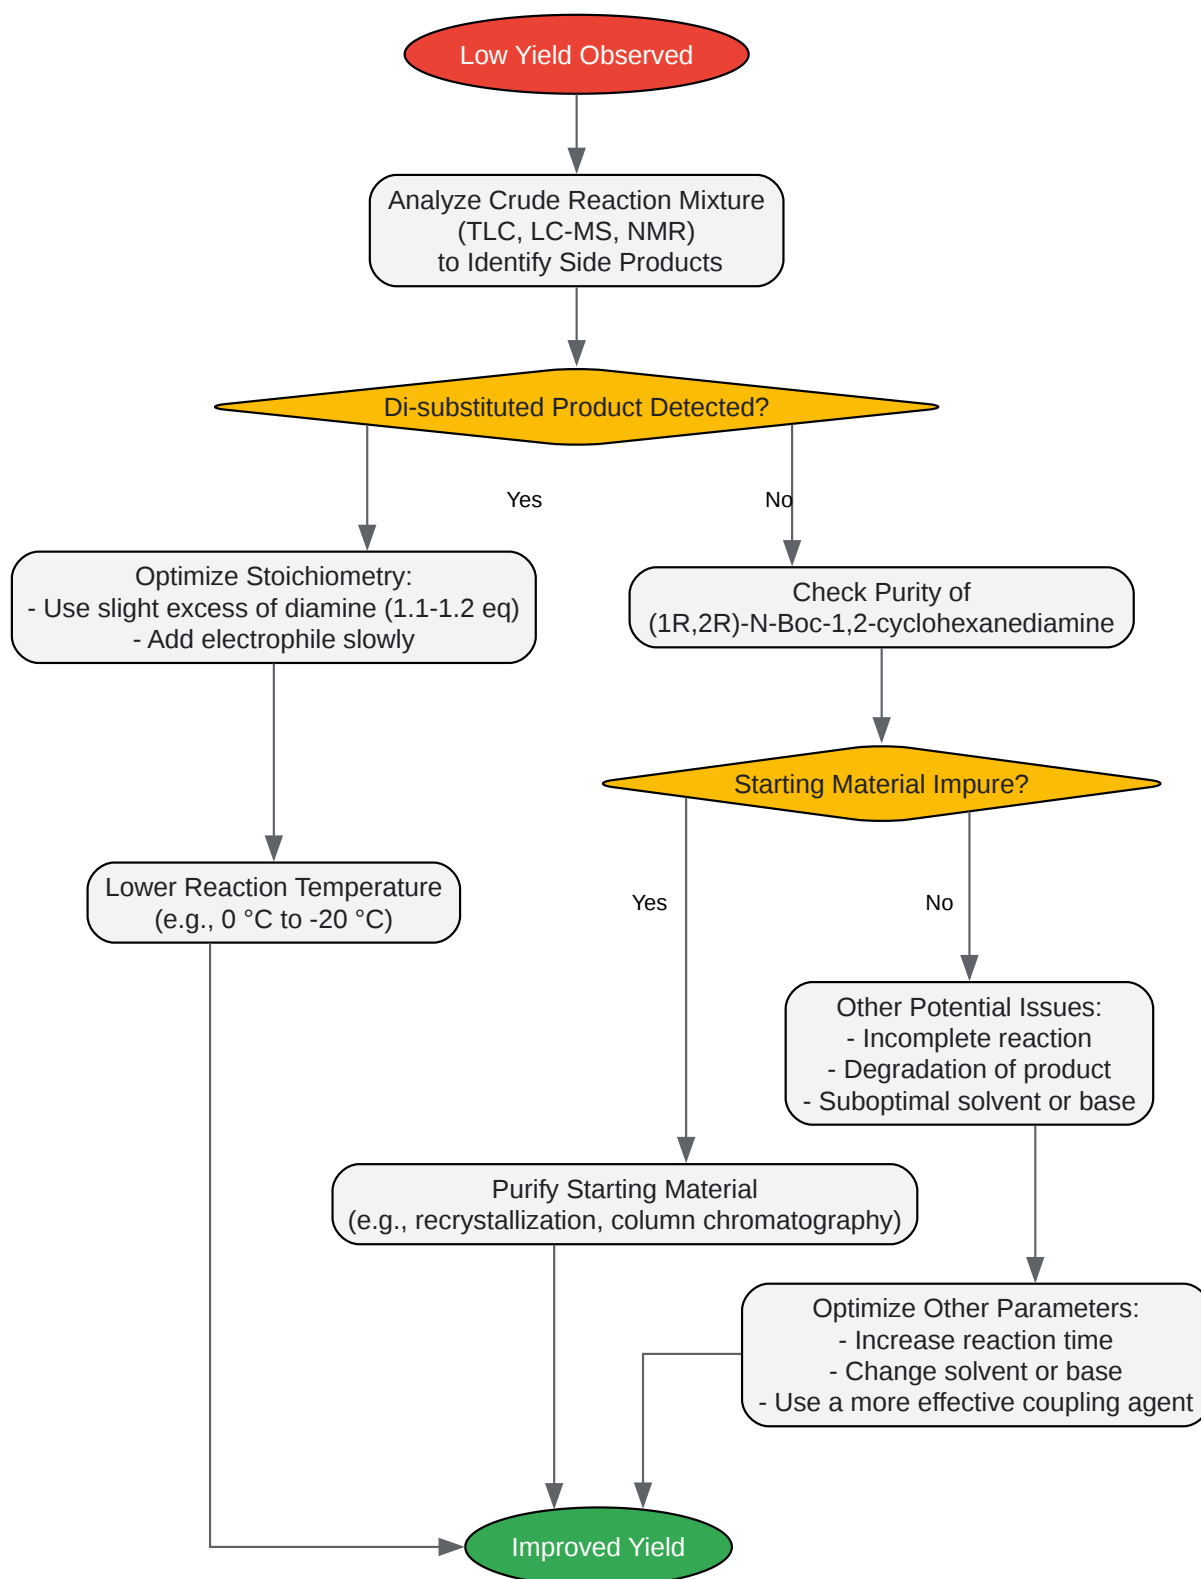 Low Yield Observed
Analyze Crude Reaction Mixture
(TLC, LC-MS, NMR)
to Identify Side Products
Di-substituted Product Detected?
Yes
No
Optimize Stoichiometry:
- Use slight excess of diamine (1.1-1.2 eq)
- Add electrophile slowly
Check Purity of
(1R,2R)-N-Boc-1,2-cyclohexanediamine
Starting Material Impure?
Lower Reaction Temperature
(e.g., 0 °C to -20 °C)
Yes
No
Other Potential Issues:
- Incomplete reaction
- Degradation of product
- Suboptimal solvent or base
Purify Starting Material
(e.g., recrystallization, column chromatography)
Optimize Other Parameters:
- Increase reaction time
- Change solvent or base
- Use a more effective coupling agent
Improved Yield